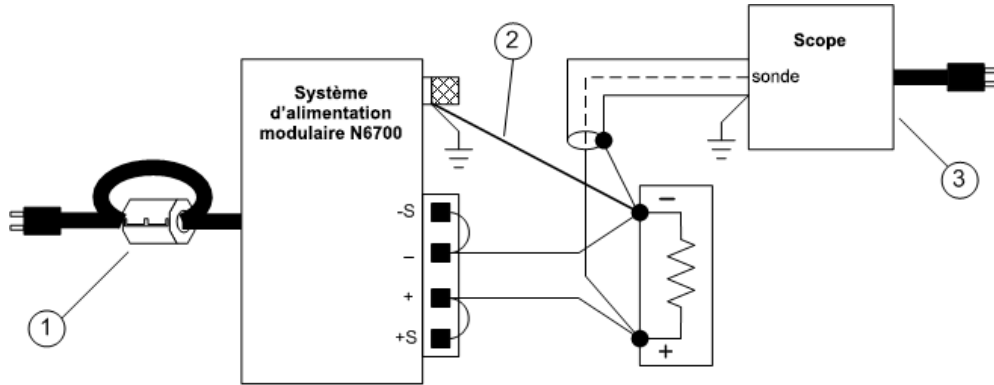 2
1
3
Scope
sonde
Système
d'alimentation
modulaire N6700
-S
–
+
+S
–
+